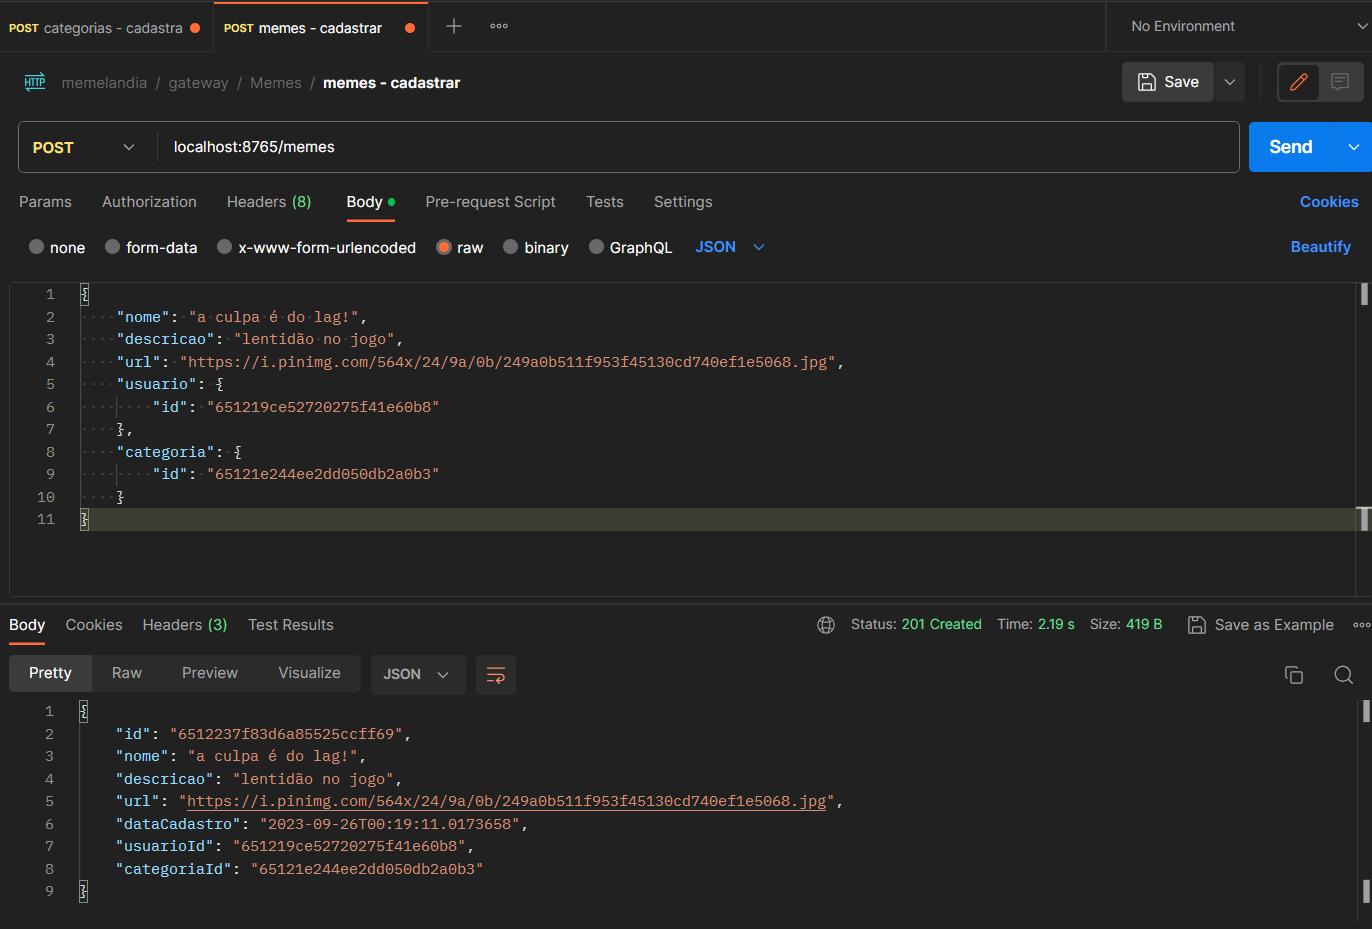 POST categorias - cadastra
POST memes - cadastrar
No Environment
HTTP memelandia / gateway / Memes / memes - cadastrar
Save
POST localhost:8765/memes
Send
Params Authorization Headers (8) Body Pre-request Script Tests Settings Cookies
none form-data x-www-form-urlencoded raw binary GraphQL JSON Beautify
1 {
2 "nome": "a culpa é do lag!",
3 "descricao": "lentidão no jogo",
4 "url": "https://i.pinimg.com/564x/24/9a/0b/249a0b511f953f45130cd740ef1e5068.jpg",
5 "usuario": {
6 "id": "651219ce52720275f41e60b8"
7 },
8 "categoria": {
9 "id": "65121e244ee2dd050db2a0b3"
10 }
11 }
Body Cookies Headers (3) Test Results Status: 201 Created Time: 2.19 s Size: 419 B Save as Example
Pretty Raw Preview Visualize JSON
1 {
2 "id": "6512237f83d6a85525ccff69",
3 "nome": "a culpa é do lag!",
4 "descricao": "lentidão no jogo",
5 "url": "https://i.pinimg.com/564x/24/9a/0b/249a0b511f953f45130cd740ef1e5068.jpg",
6 "dataCadastro": "2023-09-26T00:19:11.0173658",
7 "usuarioId": "651219ce52720275f41e60b8",
8 "categoriaId": "65121e244ee2dd050db2a0b3"
9 }